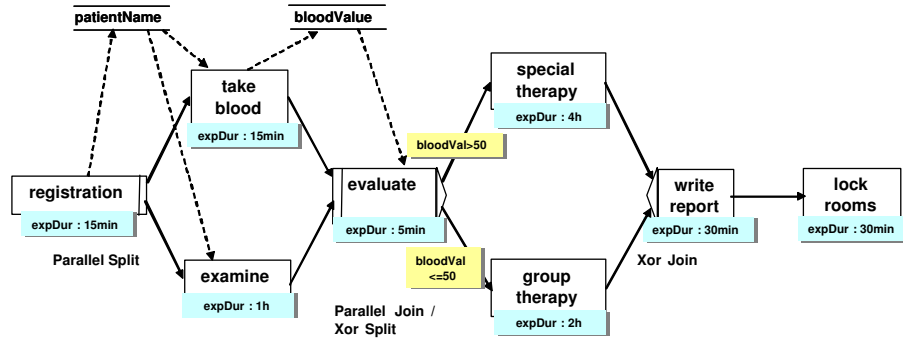 patientName
bloodValue
take
blood
expDur : 15min
special
therapy
expDur : 4h
bloodVal>50
registration
expDur : 15min
Parallel Split
evaluate
expDur : 5min
write
report
expDur : 30min
Xor Join
lock
rooms
expDur : 30min
examine
expDur : 1h
bloodVal
<=50
Parallel Join /
Xor Split
group
therapy
expDur : 2h